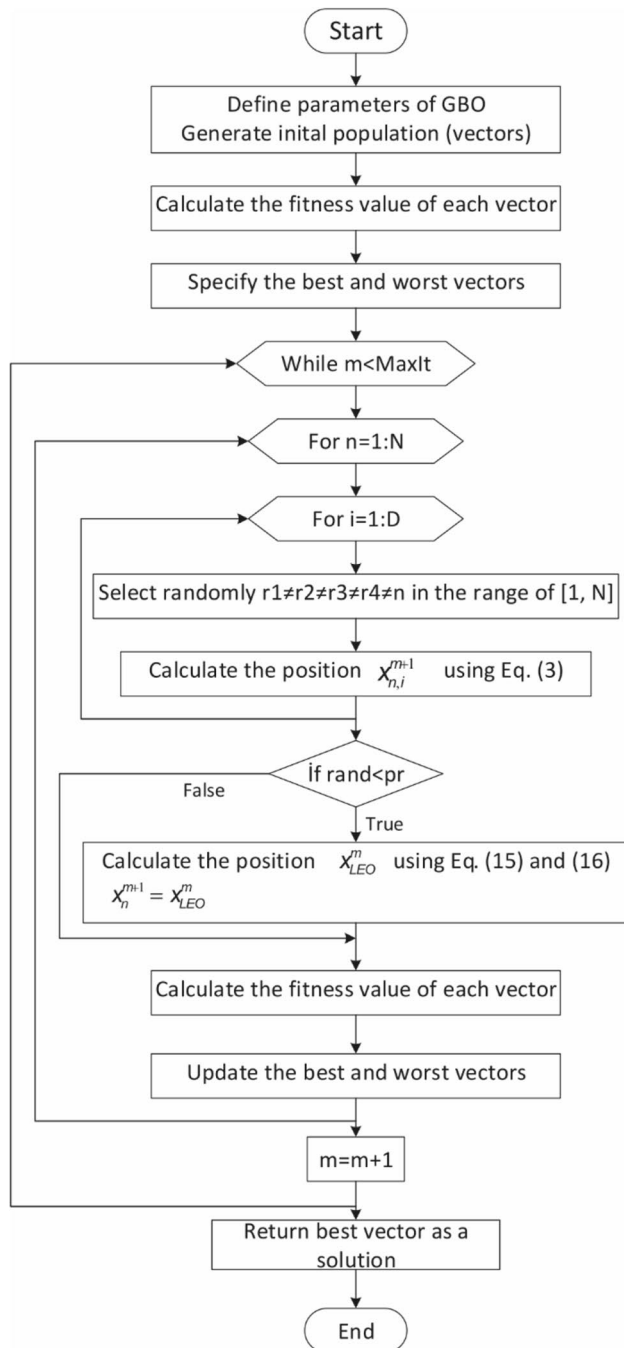 Start
Define parameters of GBO
Generate inital population (vectors)
Calculate the fitness value of each vector
Specify the best and worst vectors
While m<MaxIt
For n=1:N
For i=1:D
Select randomly r1≠r2≠r3≠r4≠n in the range of [1, N]
Calculate the position x_{n,i}^{m+1} using Eq. (3)
İf rand<pr
False
True
Calculate the position x_{LEO}^{m} using Eq. (15) and (16)
x_{n}^{m+1} = x_{LEO}^{m}
Calculate the fitness value of each vector
Update the best and worst vectors
m=m+1
Return best vector as a
solution
End